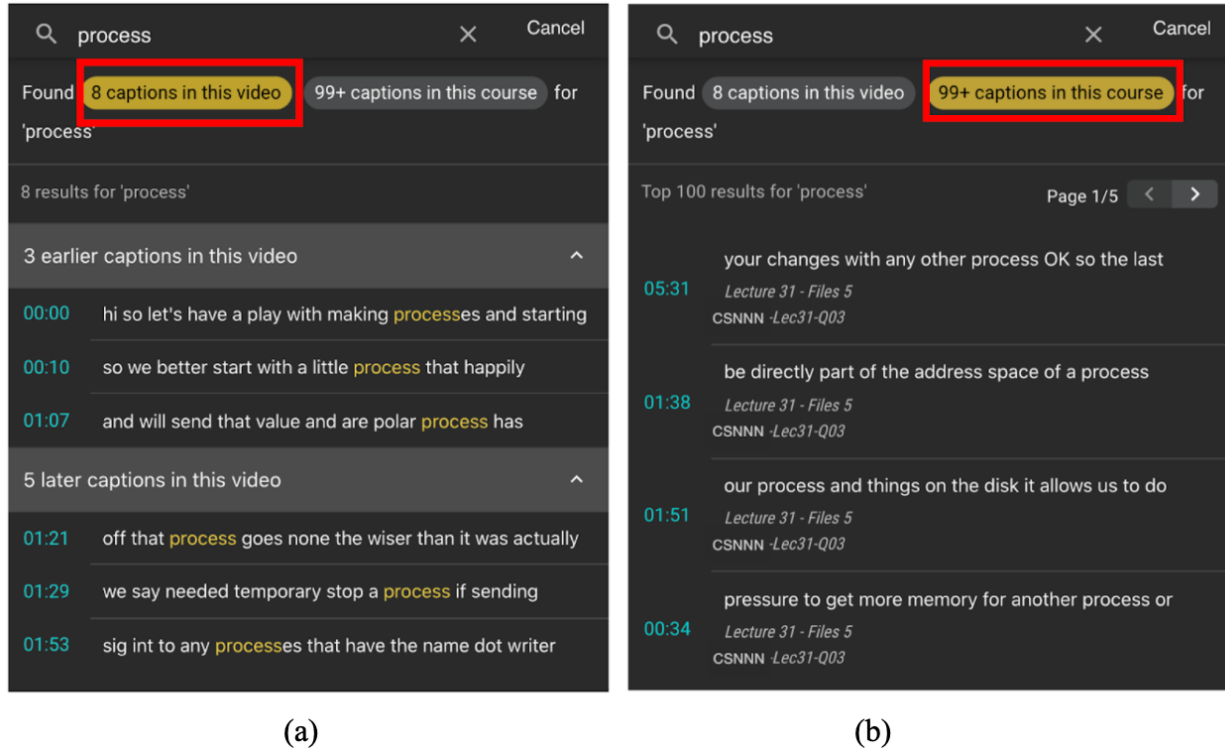 process
Cancel
Found 8 captions in this video 99+ captions in this course for
'process'
8 results for 'process'
3 earlier captions in this video
00:00 hi so let's have a play with making processes and starting
00:10 so we better start with a little process that happily
01:07 and will send that value and are polar process has
5 later captions in this video
01:21 off that process goes none the wiser than it was actually
01:29 we say needed temporary stop a process if sending
01:53 sig int to any processes that have the name dot writer
(a)
process
Cancel
Found 8 captions in this video 99+ captions in this course for
'process'
Top 100 results for 'process' Page 1/5
your changes with any other process OK so the last
05:31 Lecture 31 - Files 5
CSNNN -Lec31-Q03
be directly part of the address space of a process
01:38 Lecture 31 - Files 5
CSNNN -Lec31-Q03
our process and things on the disk it allows us to do
01:51 Lecture 31 - Files 5
CSNNN -Lec31-Q03
pressure to get more memory for another process or
00:34 Lecture 31 - Files 5
CSNNN -Lec31-Q03
(b)